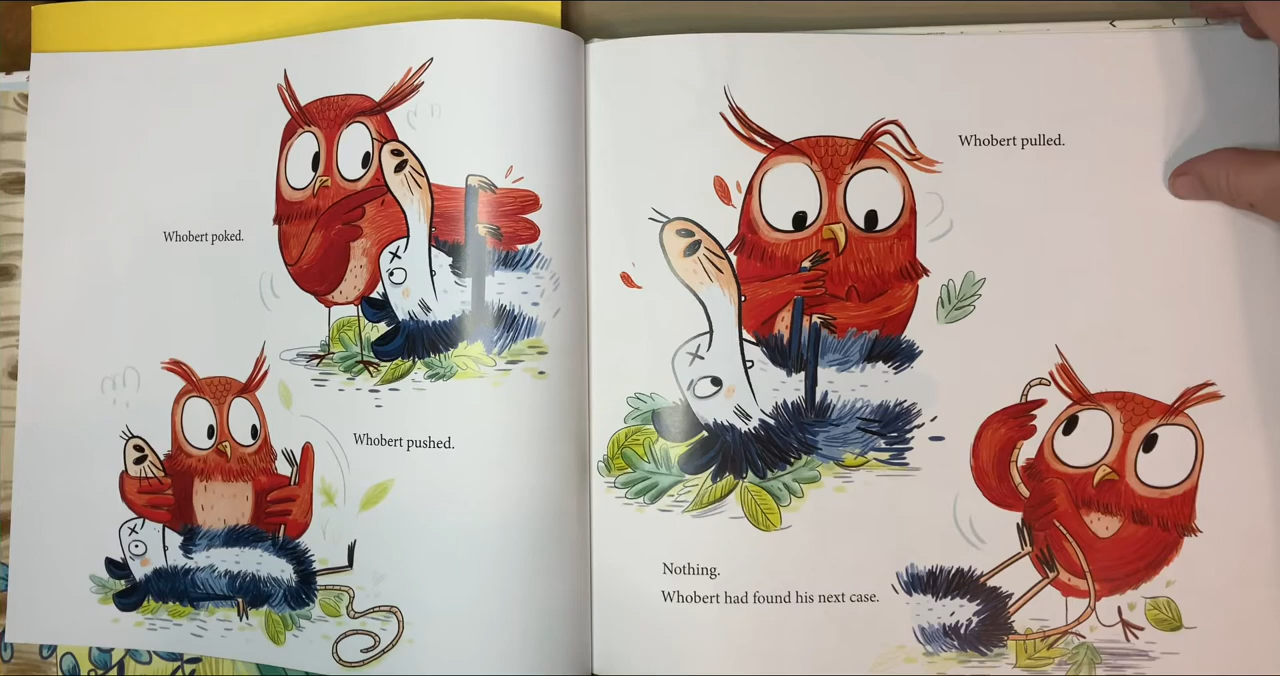 Whobert poked.
Whobert pushed.
Whobert pulled.
Nothing.
Whobert had found his next case.